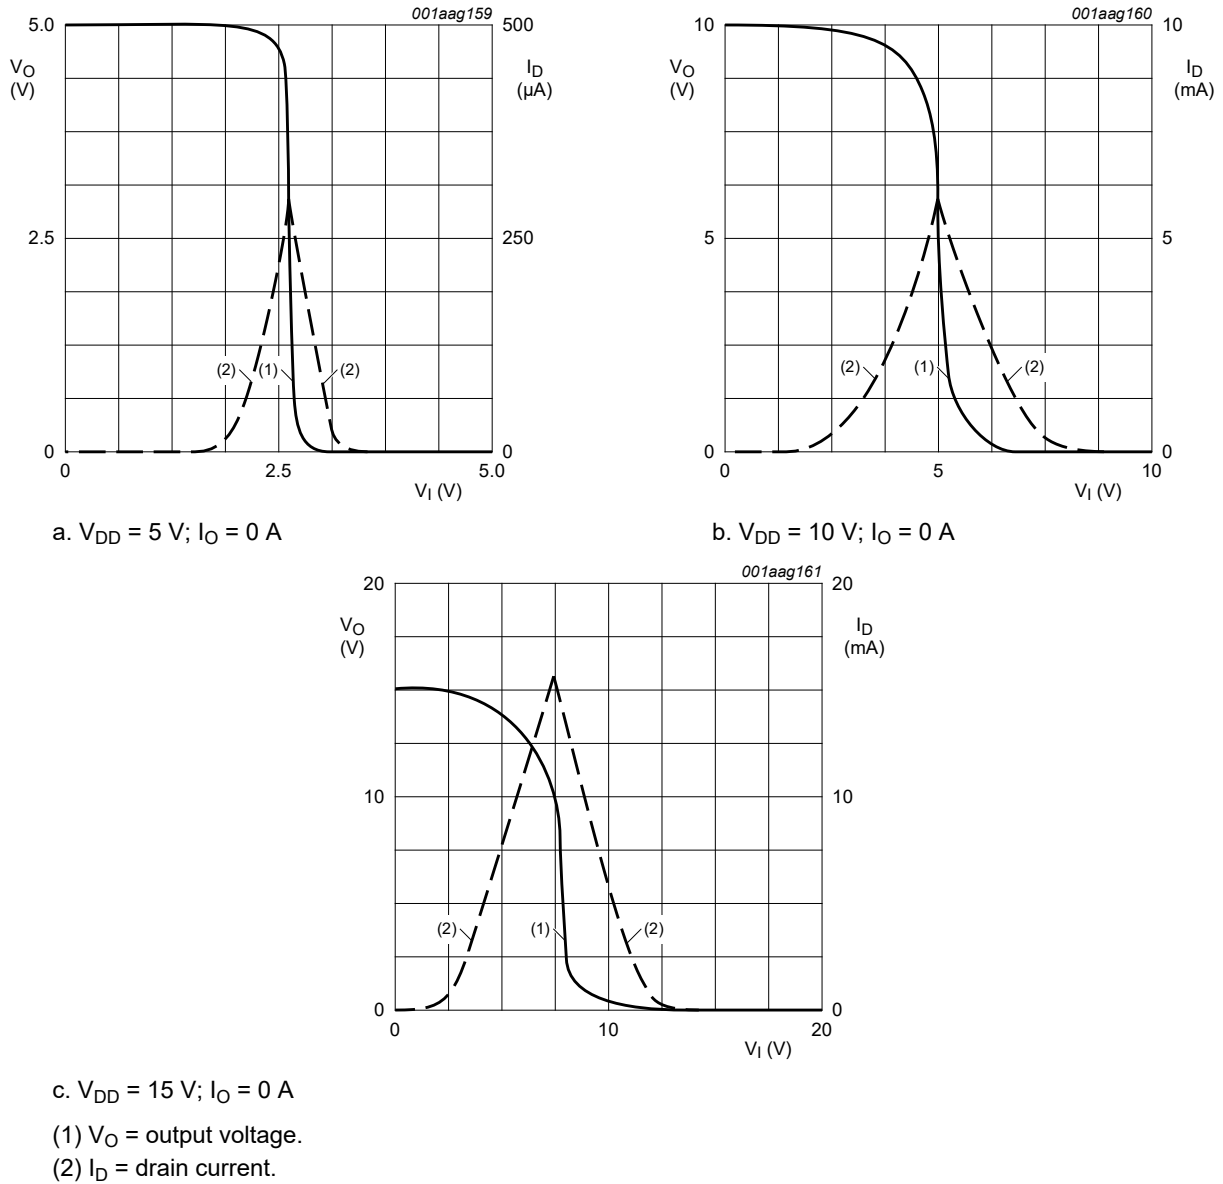 001aag159
5.0
500
V_O
(V)
I_D
(µA)
2.5
250
(2)
(1)
(2)
0
0
0
2.5
5.0
V_I (V)
a. V_DD = 5 V; I_O = 0 A
001aag160
10
10
V_O
(V)
I_D
(mA)
5
5
(2)
(1)
(2)
0
0
0
5
10
V_I (V)
b. V_DD = 10 V; I_O = 0 A
001aag161
20
20
V_O
(V)
I_D
(mA)
10
10
(2)
(1)
(2)
0
0
0
10
20
V_I (V)
c. V_DD = 15 V; I_O = 0 A
(1) V_O = output voltage.
(2) I_D = drain current.